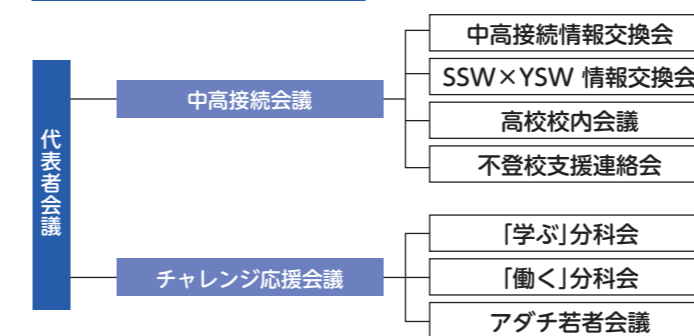 代表者会議
中高接続会議
中高接続情報交換会
SSW×YSW 情報交換会
高校校内会議
不登校支援連絡会
チャレンジ応援会議
「学ぶ」分科会
「働く」分科会
アダチ若者会議